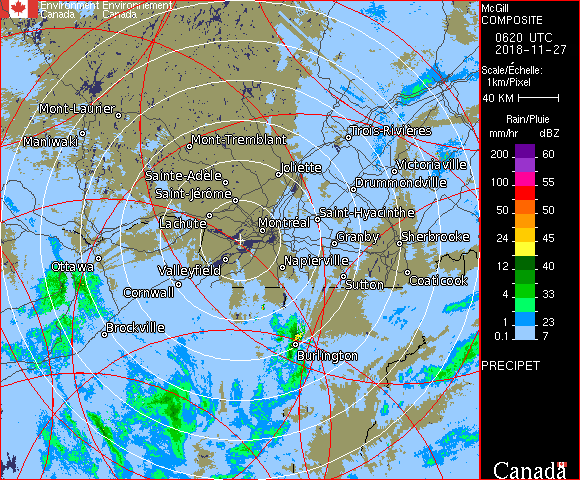 Environment Environnement
Canada Canada
McGill
COMPOSITE
0620 UTC
2018-11-27
Scale/Échelle:
1km/Pixel
40 KM
Rain/Pluie
mm/hr dBZ
200 60
100 55
50 50
24 45
12 40
4 33
1 23
0.1 7
PRECIPET
Canada
Mont-Laurier
Maniwaki
Mont-Tremblant
Trois-Rivières
Joliette
Victoriaville
Sainte-Adèle
Drummondville
Saint-Jérôme
Lachute
Saint-Hyacinthe
Montréal
Granby
Sherbrooke
Ottawa
Valleyfield
Napierville
Cornwall
Sutton
Coaticook
Brockville
Burlington